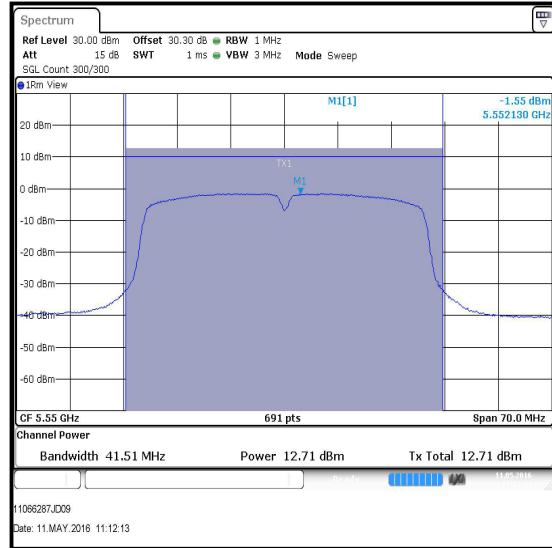 Spectrum
Ref Level 30.00 dBm Offset 30.30 dB RBW 1 MHz
Att 15 dB SWT 1 ms VBW 3 MHz Mode Sweep
SGL Count 300/300
1Rm View
M1[1] -1.55 dBm
5.552130 GHz
20 dBm
10 dBm
TX1
M1
0 dBm
-10 dBm
-20 dBm
-30 dBm
-40 dBm
-50 dBm
-60 dBm
CF 5.55 GHz 691 pts Span 70.0 MHz
Channel Power
Bandwidth 41.51 MHz Power 12.71 dBm Tx Total 12.71 dBm
11.05.2016
11066287JD09
Date: 11.MAY.2016 11:12:13